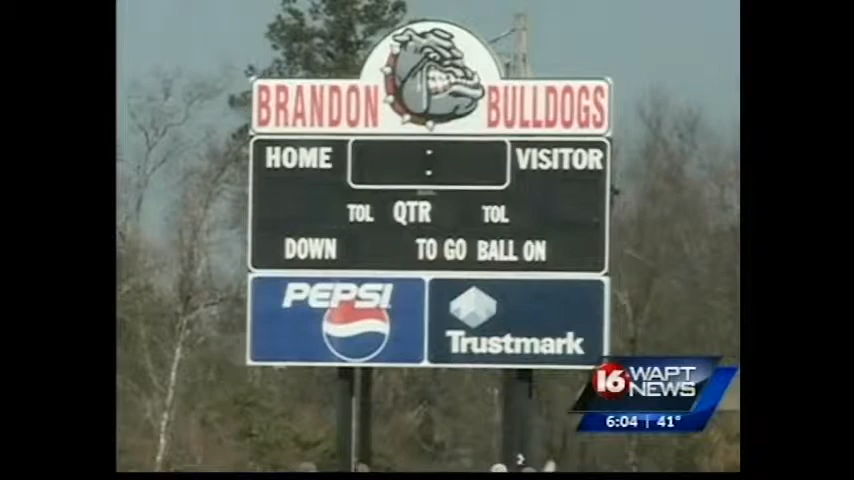 BRANDON BULLDOGS
HOME : VISITOR
TOL QTR TOL
DOWN TO GO BALL ON
PEPSI Trustmark
16 WAPT
NEWS
6:04 | 41°